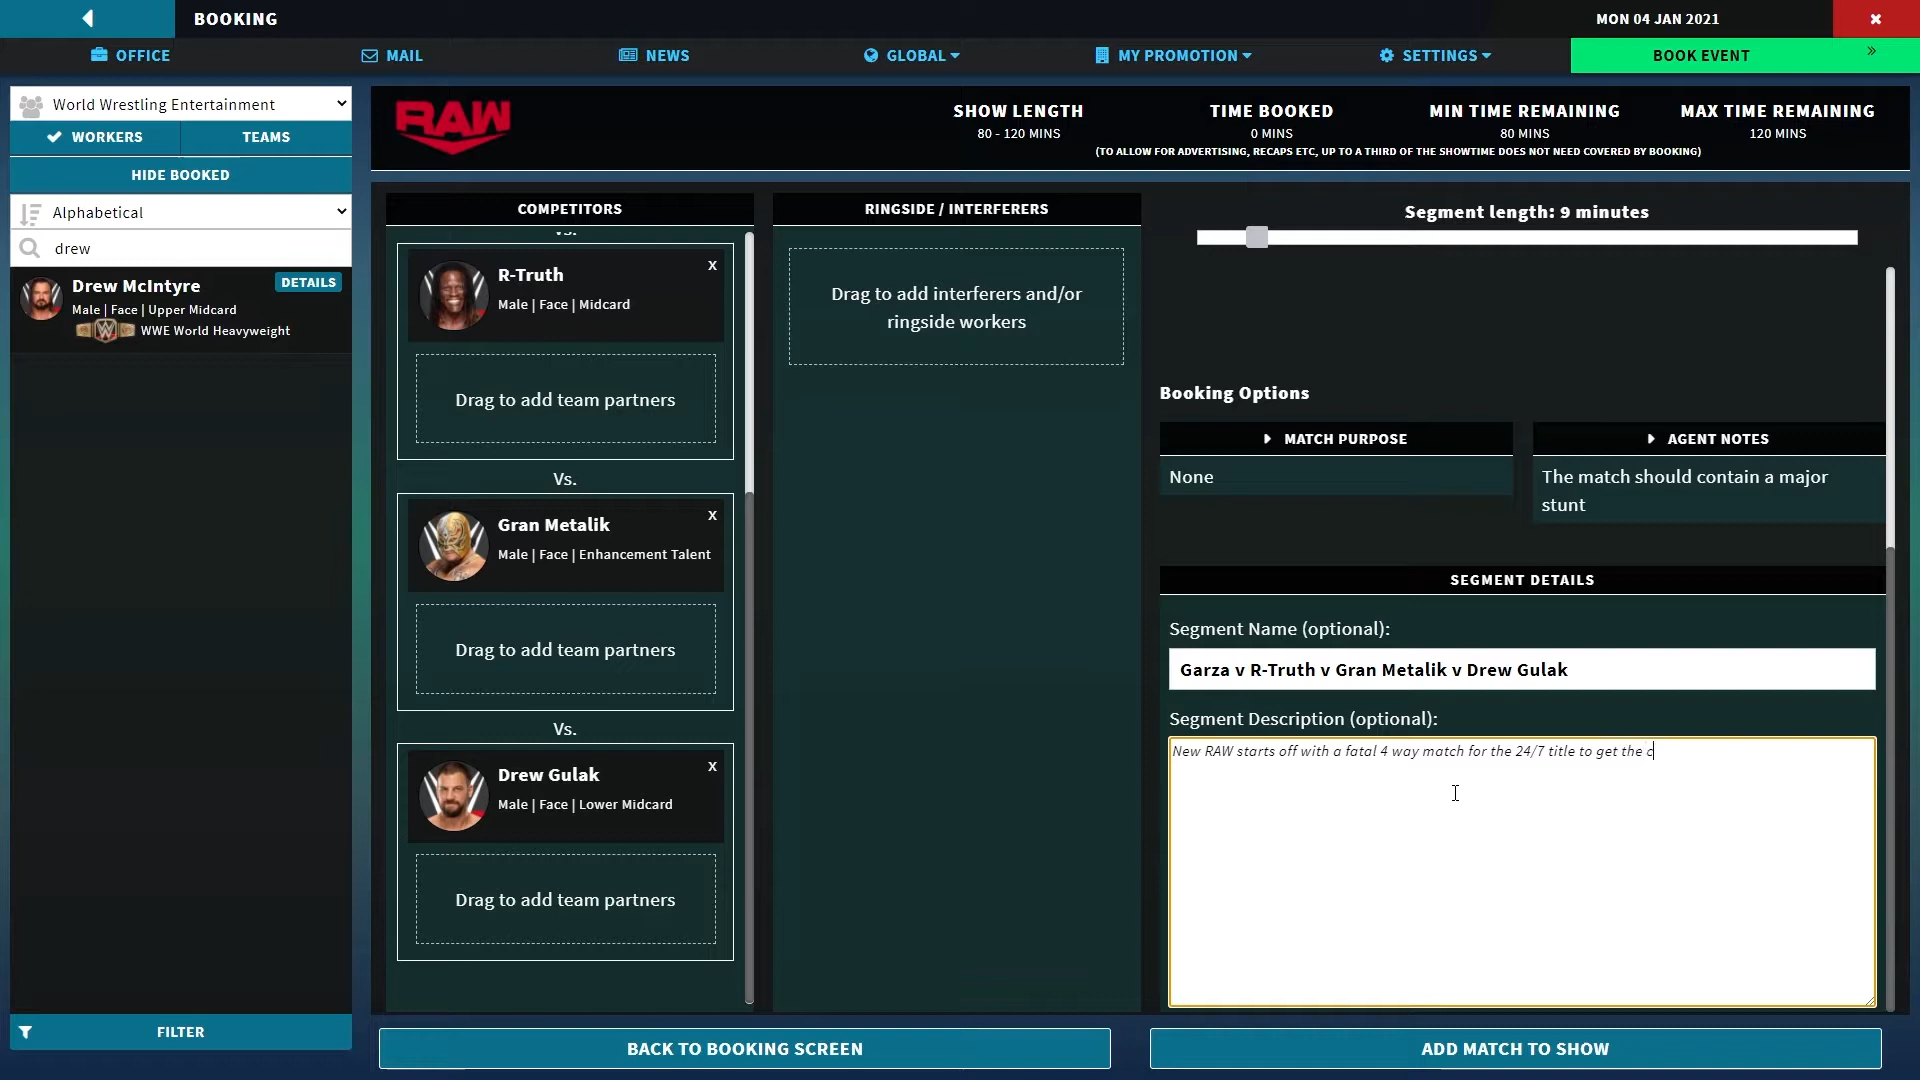 BOOKING
MON 04 JAN 2021
OFFICE
MAIL
NEWS
GLOBAL
MY PROMOTION
SETTINGS
BOOK EVENT
World Wrestling Entertainment
WORKERS
TEAMS
HIDE BOOKED
Alphabetical
drew
Drew McIntyre
DETAILS
Male | Face | Upper Midcard
WWE World Heavyweight
FILTER
RAW
SHOW LENGTH
80 - 120 MINS
TIME BOOKED
0 MINS
MIN TIME REMAINING
80 MINS
MAX TIME REMAINING
120 MINS
(TO ALLOW FOR ADVERTISING, RECAPS ETC, UP TO A THIRD OF THE SHOWTIME DOES NOT NEED COVERED BY BOOKING)
COMPETITORS
Vs.
R-Truth
X
Male | Face | Midcard
Drag to add team partners
Vs.
Gran Metalik
X
Male | Face | Enhancement Talent
Drag to add team partners
Vs.
Drew Gulak
X
Male | Face | Lower Midcard
Drag to add team partners
RINGSIDE / INTERFERERS
Drag to add interferers and/or
ringside workers
Segment length: 9 minutes
Booking Options
MATCH PURPOSE
None
AGENT NOTES
The match should contain a major
stunt
SEGMENT DETAILS
Segment Name (optional):
Garza v R-Truth v Gran Metalik v Drew Gulak
Segment Description (optional):
New RAW starts off with a fatal 4 way match for the 24/7 title to get the c
BACK TO BOOKING SCREEN
ADD MATCH TO SHOW